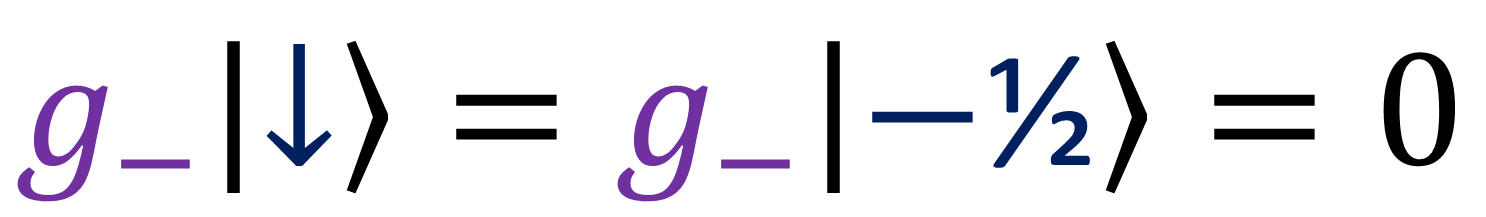 g₋|↓⟩ = g₋|−½⟩ = 0